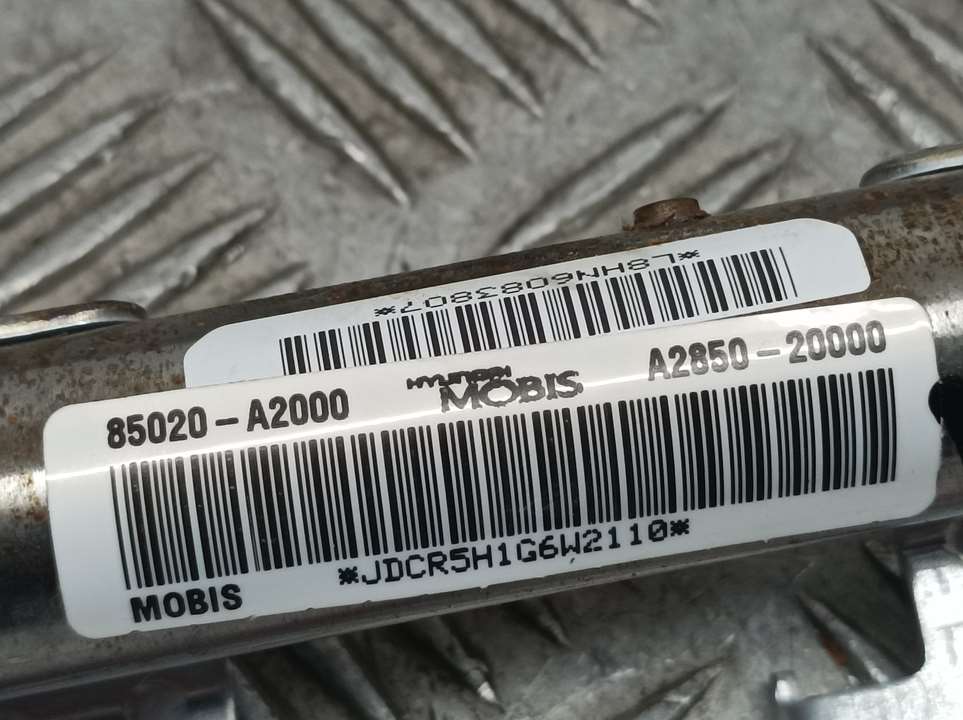 *L8HN6083807*
85020-A2000
HYUNDAI
MOBIS
A2850-20000
*JDCR5H1G6W2110*
MOBIS